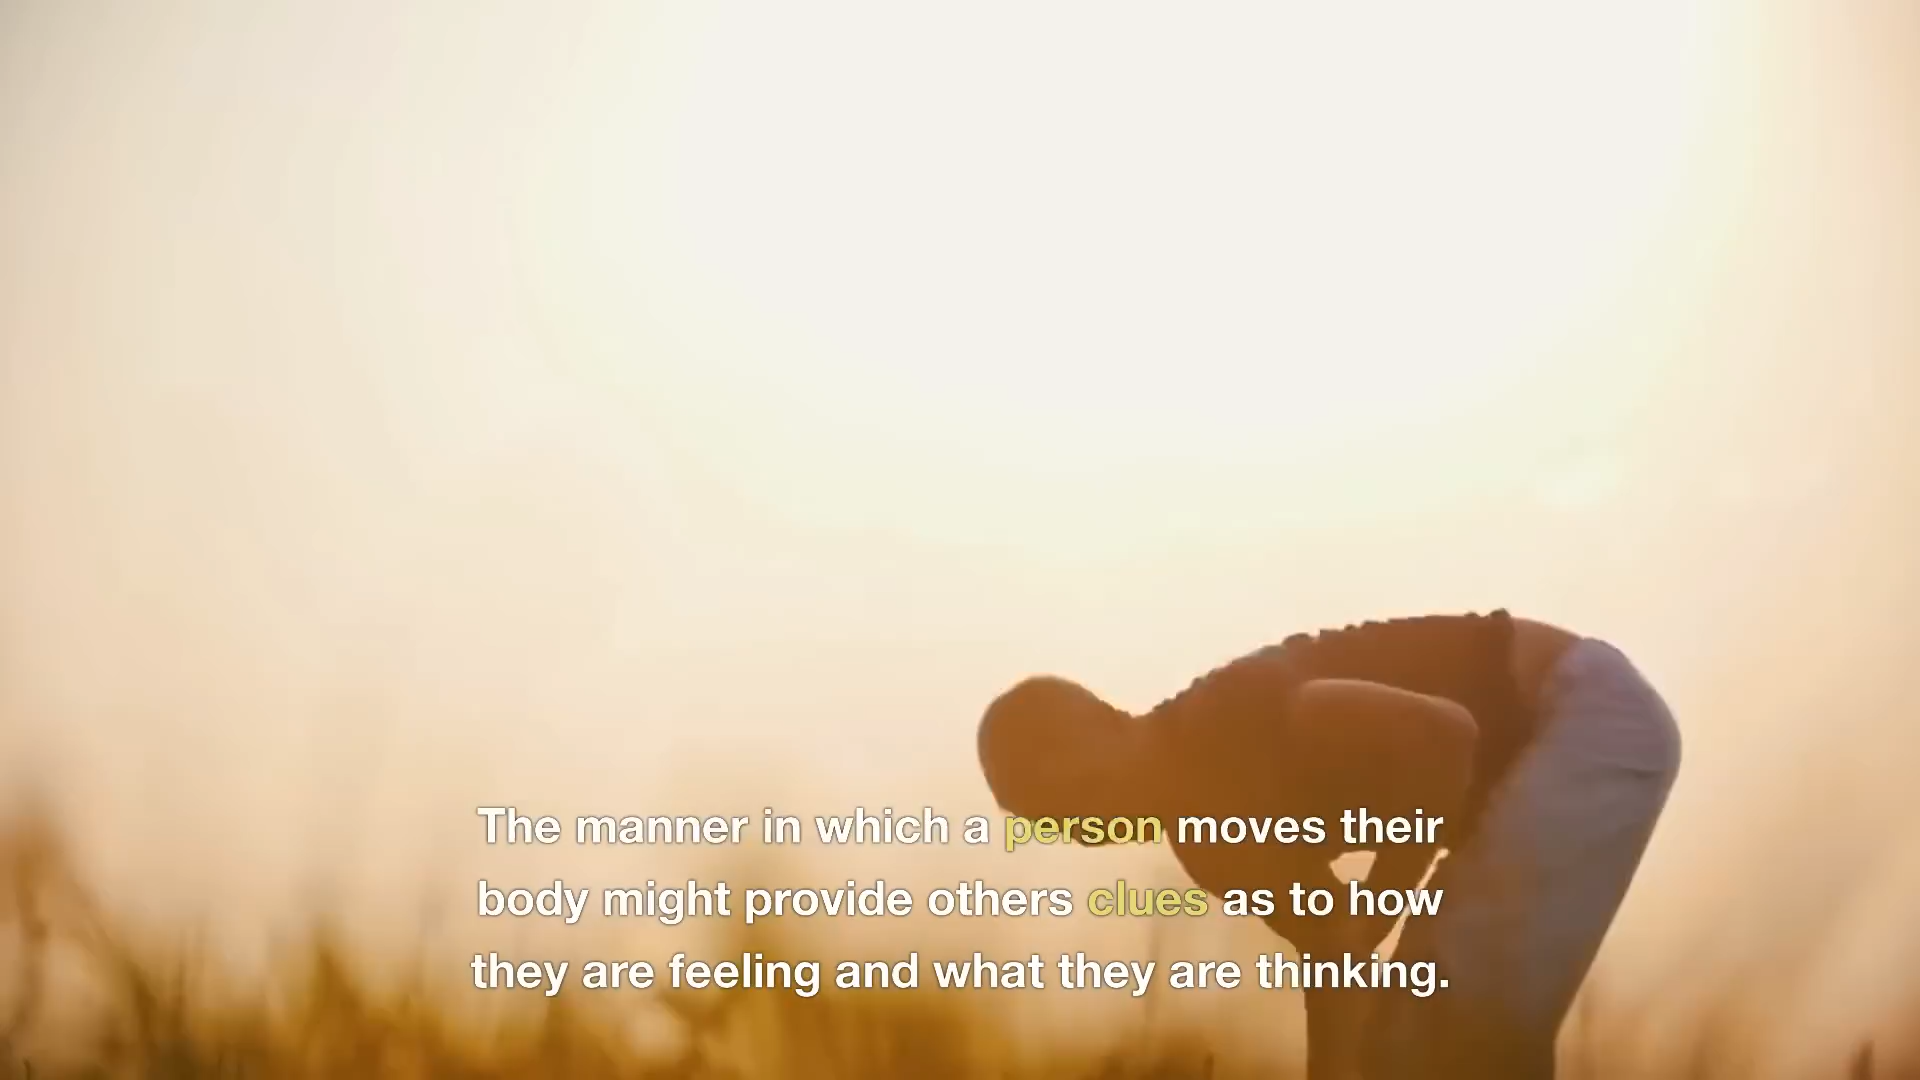 The manner in which a person moves their
body might provide others clues as to how
they are feeling and what they are thinking.